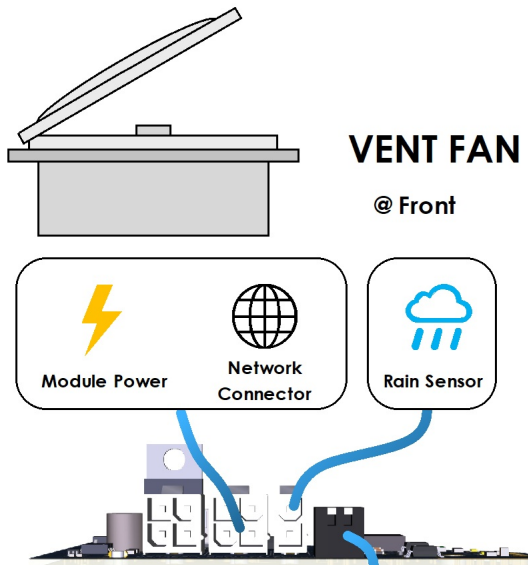 VENT FAN
@ Front
Module Power
Network
Connector
Rain Sensor